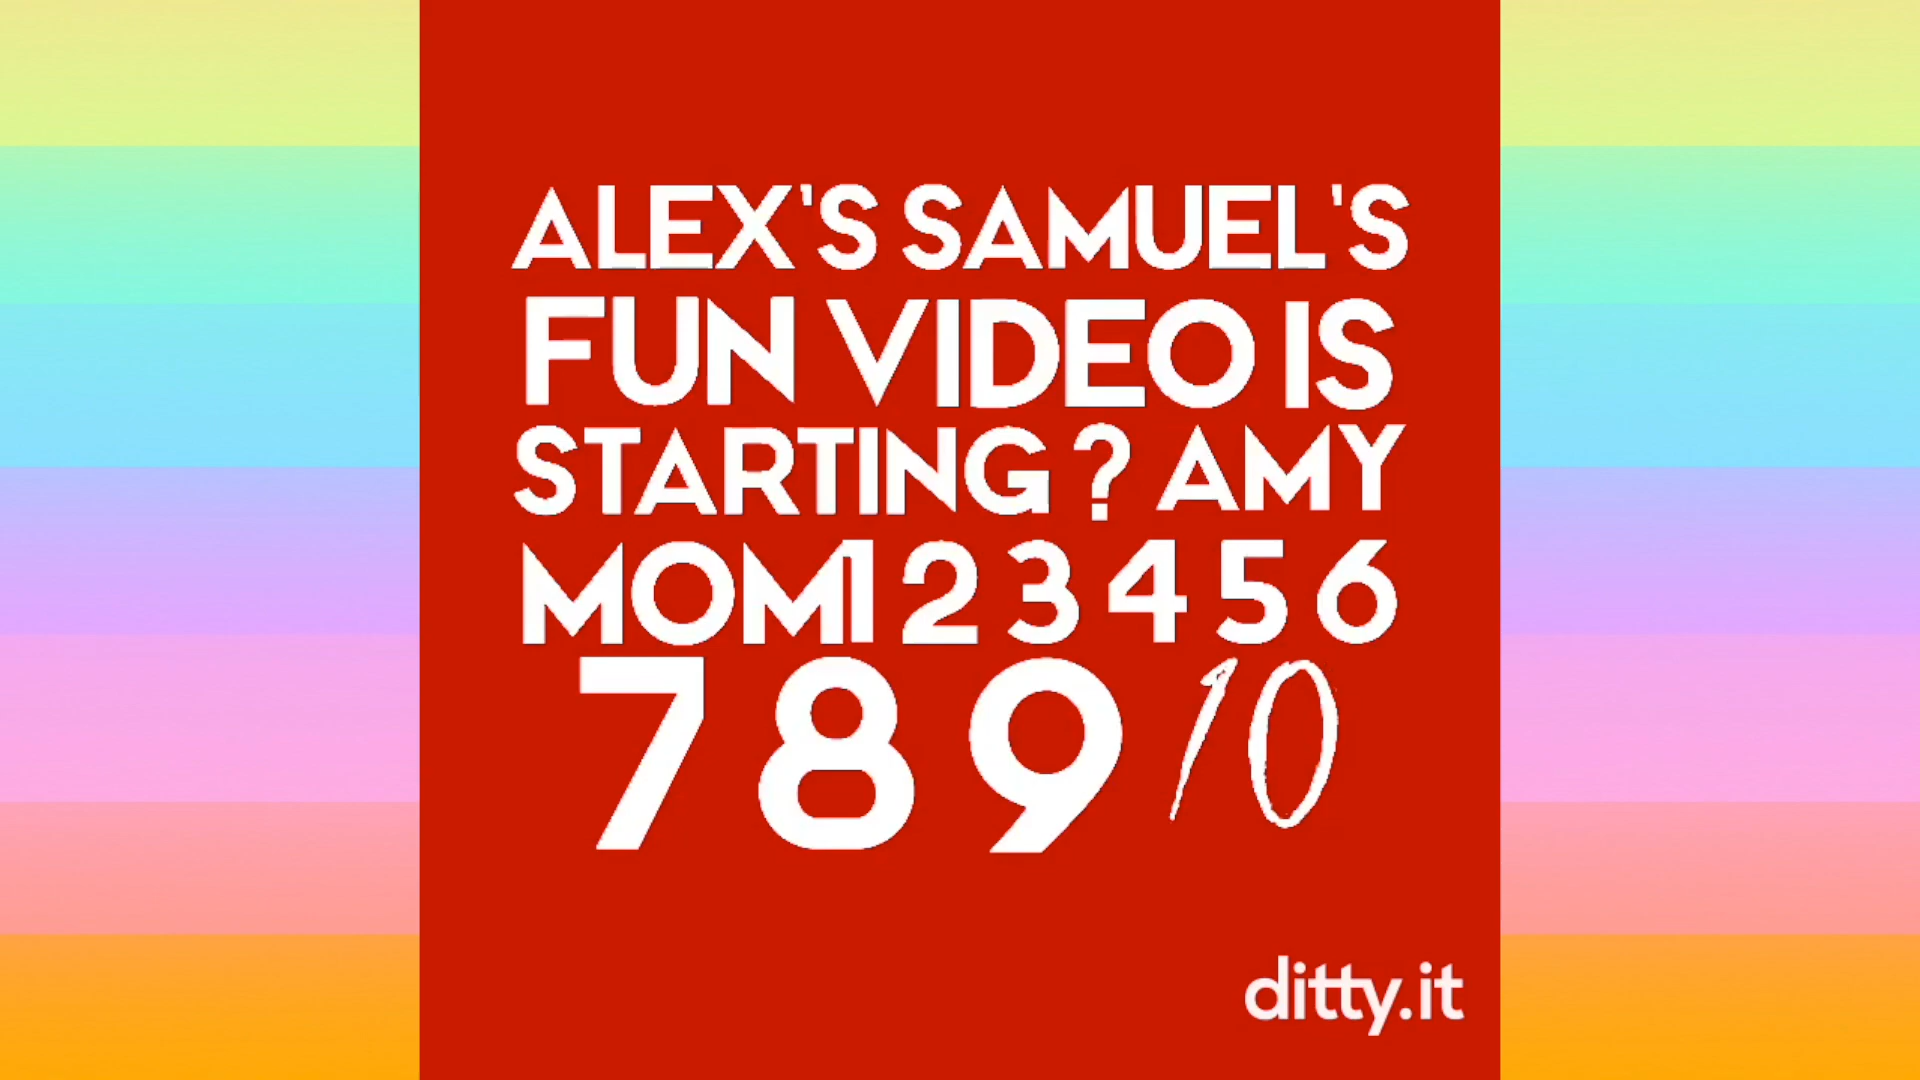 ALEX'S SAMUEL'S
FUN VIDEO IS
STARTING ? AMY
MOM1 2 3 4 5 6
7 8 9 10
ditty.it